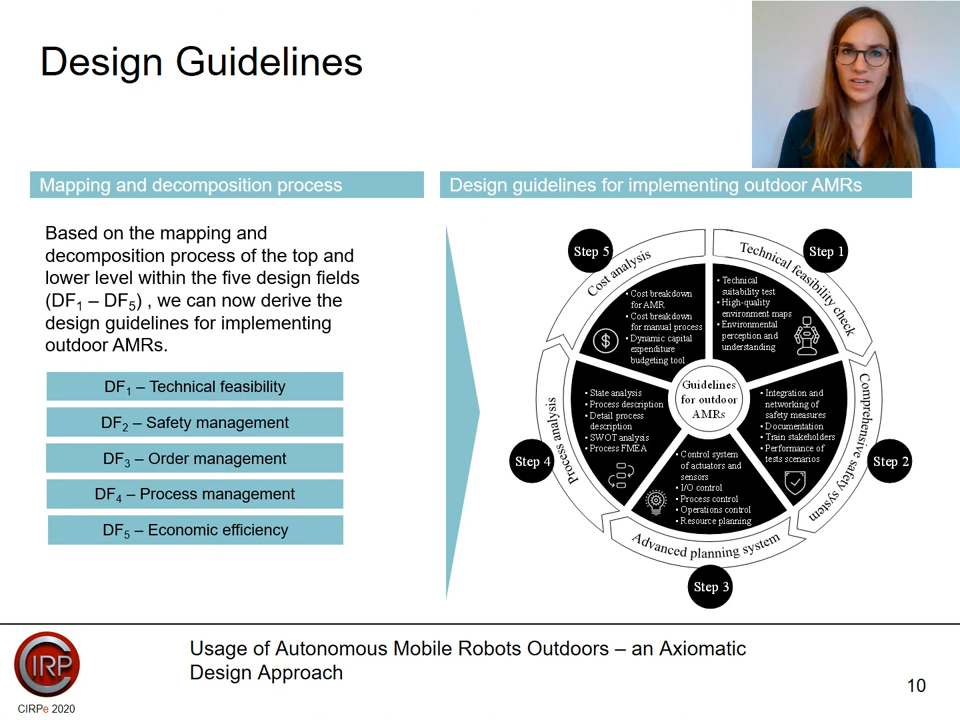 Design Guidelines
Mapping and decomposition process
Based on the mapping and
decomposition process of the top and
lower level within the five design fields
(DF1 – DF5) , we can now derive the
design guidelines for implementing
outdoor AMRs.
DF1 – Technical feasibility
DF2 – Safety management
DF3 – Order management
DF4 – Process management
DF5 – Economic efficiency
Design guidelines for implementing outdoor AMRs
Step 1
Technical feasibility check
• Technical
suitability test
• High-quality
environment maps
• Environmental
perception and
understanding
Step 2
Comprehensive safety system
• Integration and
networking of
safety measures
• Documentation
• Train stakeholders
• Performance of
tests scenarios
Step 3
Advanced planning system
• Control system
of actuators and
sensors
• I/O control
• Process control
• Operations control
• Resource planning
Step 4
Process analysis
• State analysis
• Process description
• Detail process
description
• SWOT analysis
• Process FMEA
Step 5
Cost analysis
• Cost breakdown
for AMR
• Cost breakdown
for manual process
• Dynamic capital
expenditure
budgeting tool
$
Guidelines
for outdoor
AMRs
CIRP
CIRPe 2020
Usage of Autonomous Mobile Robots Outdoors – an Axiomatic
Design Approach
10